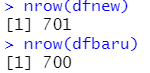 > nrow(dfnew)
[1] 701
> nrow(dfbaru)
[1] 700